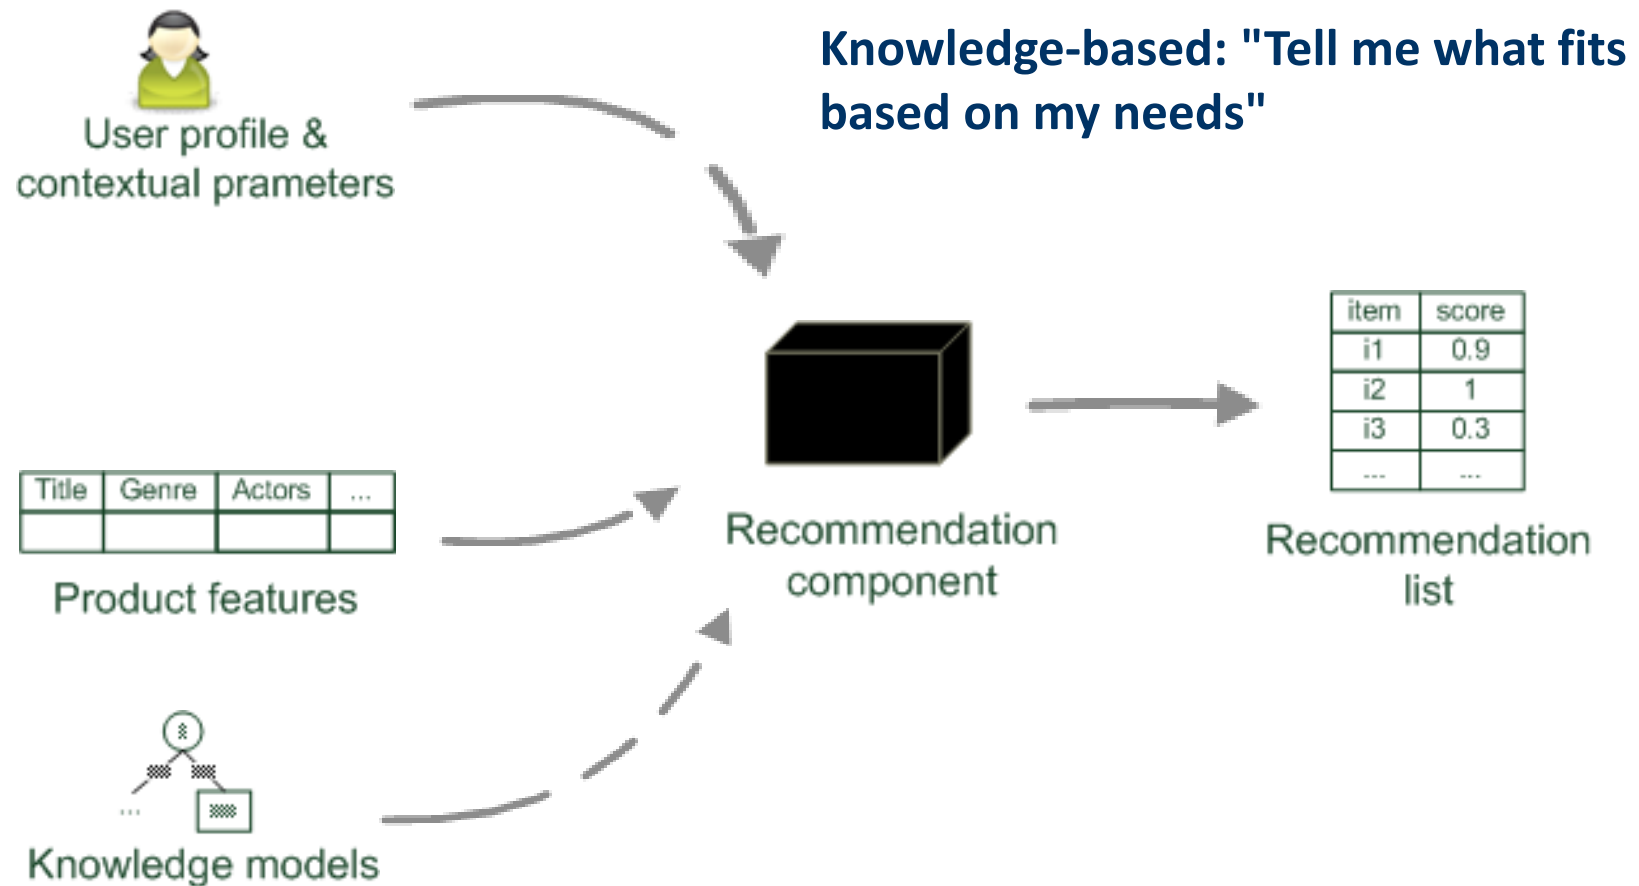 Knowledge-based: "Tell me what fits
based on my needs"
User profile &
contextual prameters
Title Genre Actors ...
Product features
...
Knowledge models
Recommendation
component
item score
i1 0.9
i2 1
i3 0.3
... ...
Recommendation
list